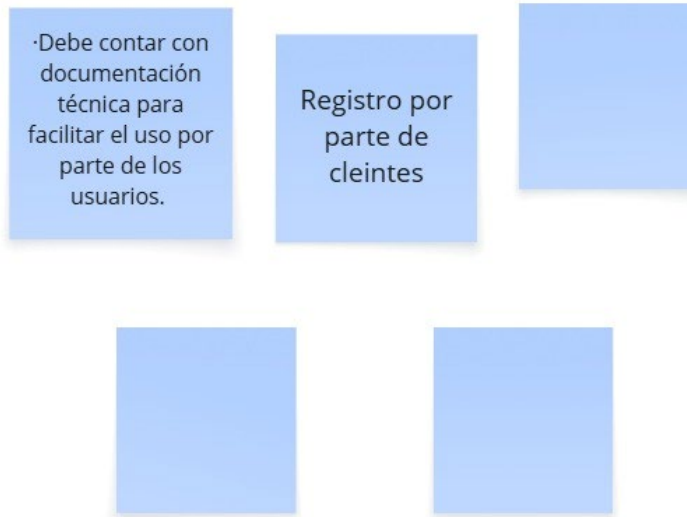 ·Debe contar con
documentación
técnica para
facilitar el uso por
parte de los
usuarios.
Registro por
parte de
cleintes